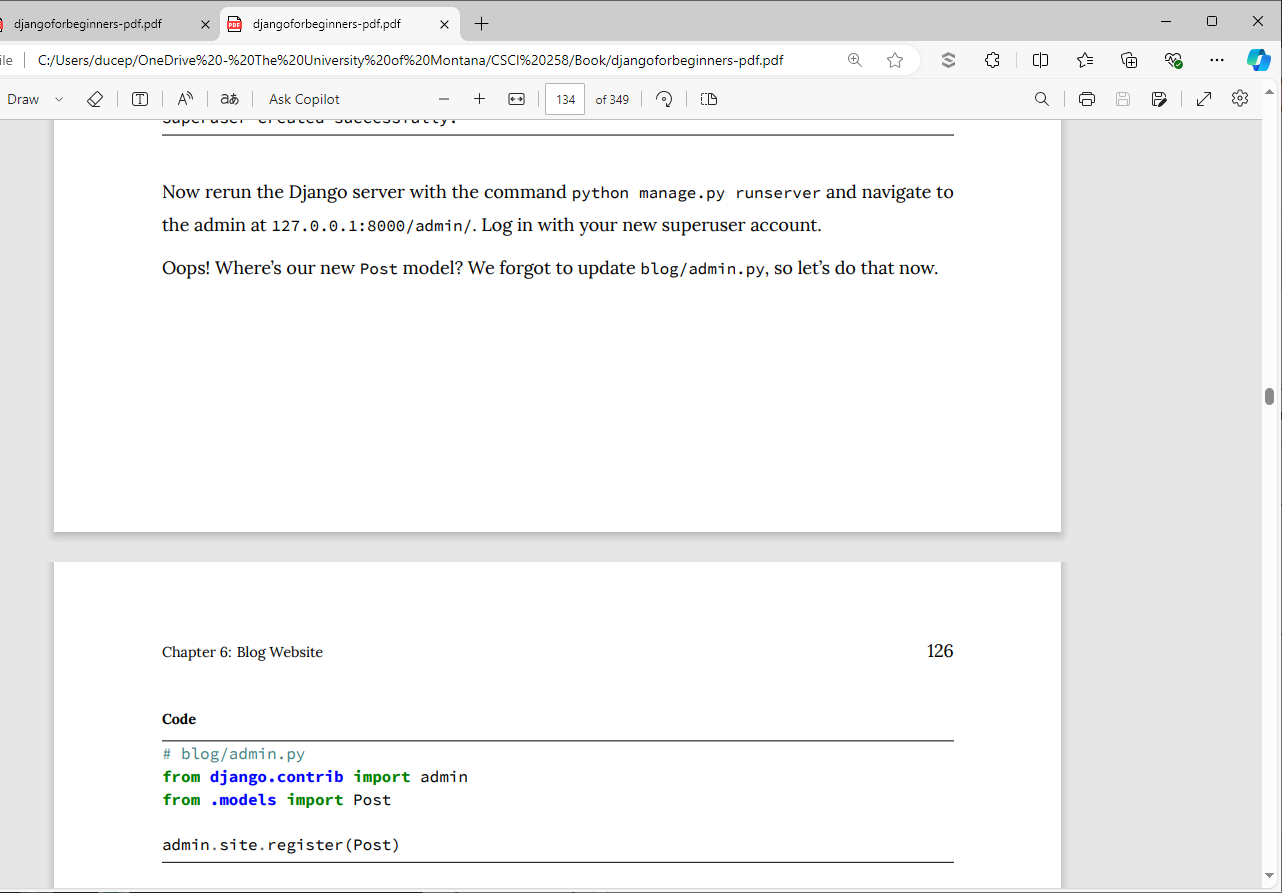 djangoforbeginners-pdf.pdf
djangoforbeginners-pdf.pdf
ile C:/Users/ducep/OneDrive%20-%20The%20University%20of%20Montana/CSCI%20258/Book/djangoforbeginners-pdf.pdf
Draw T A aあ Ask Copilot 134 of 349
Superuser created successfully.
Now rerun the Django server with the command python manage.py runserver and navigate to
the admin at 127.0.0.1:8000/admin/. Log in with your new superuser account.
Oops! Where’s our new Post model? We forgot to update blog/admin.py, so let’s do that now.
Chapter 6: Blog Website 126
Code
# blog/admin.py
from django.contrib import admin
from .models import Post
admin.site.register(Post)